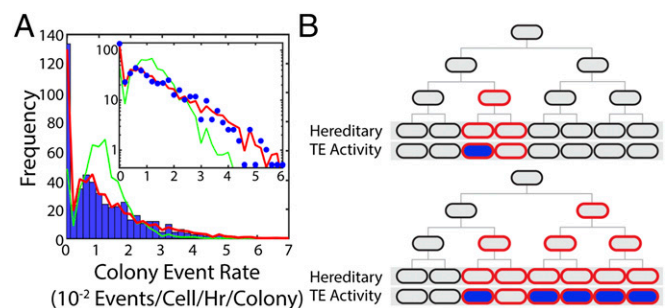 A
B
Frequency
140
120
100
80
60
40
20
0
100
10
1
0 1 2 3 4 5 6
0 1 2 3 4 5 6 7
Colony Event Rate
(10⁻² Events/Cell/Hr/Colony)
Hereditary
TE Activity
Hereditary
TE Activity